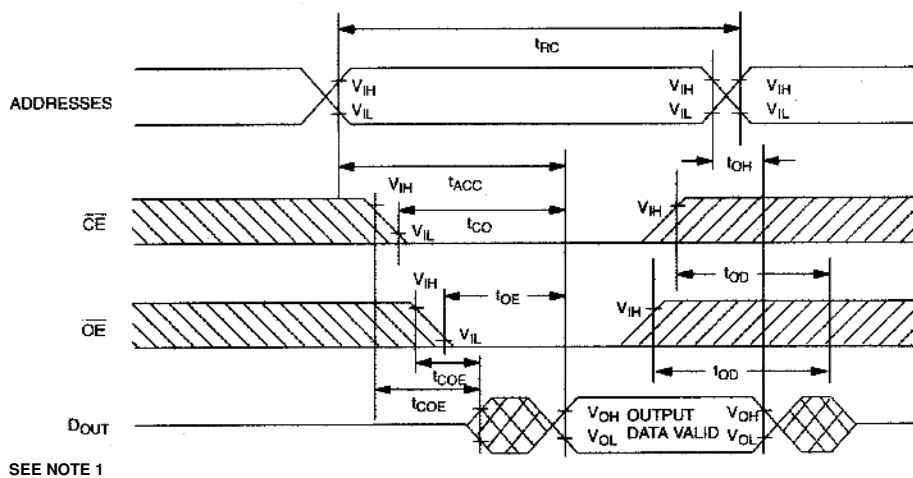 tRC
ADDRESSES
VIH
VIL
VIH
VIL
VIH
VIL
tOH
tACC
VIH
CE
tCO
VIL
VIH
tOD
VIH
OE
tOE
VIL
VIH
tCOE
tOD
tCOE
DOUT
VOH
VOL
OUTPUT
DATA VALID
VOH
VOL
SEE NOTE 1